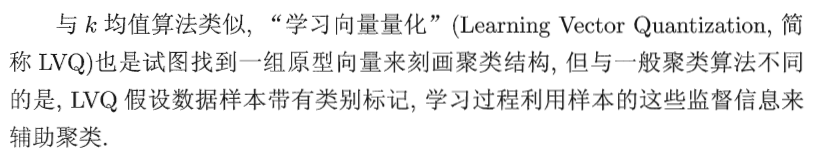 与 k 均值算法类似, “学习向量量化” (Learning Vector Quantization, 简
称 LVQ)也是试图找到一组原型向量来刻画聚类结构, 但与一般聚类算法不同
的是, LVQ 假设数据样本带有类别标记, 学习过程利用样本的这些监督信息来
辅助聚类.